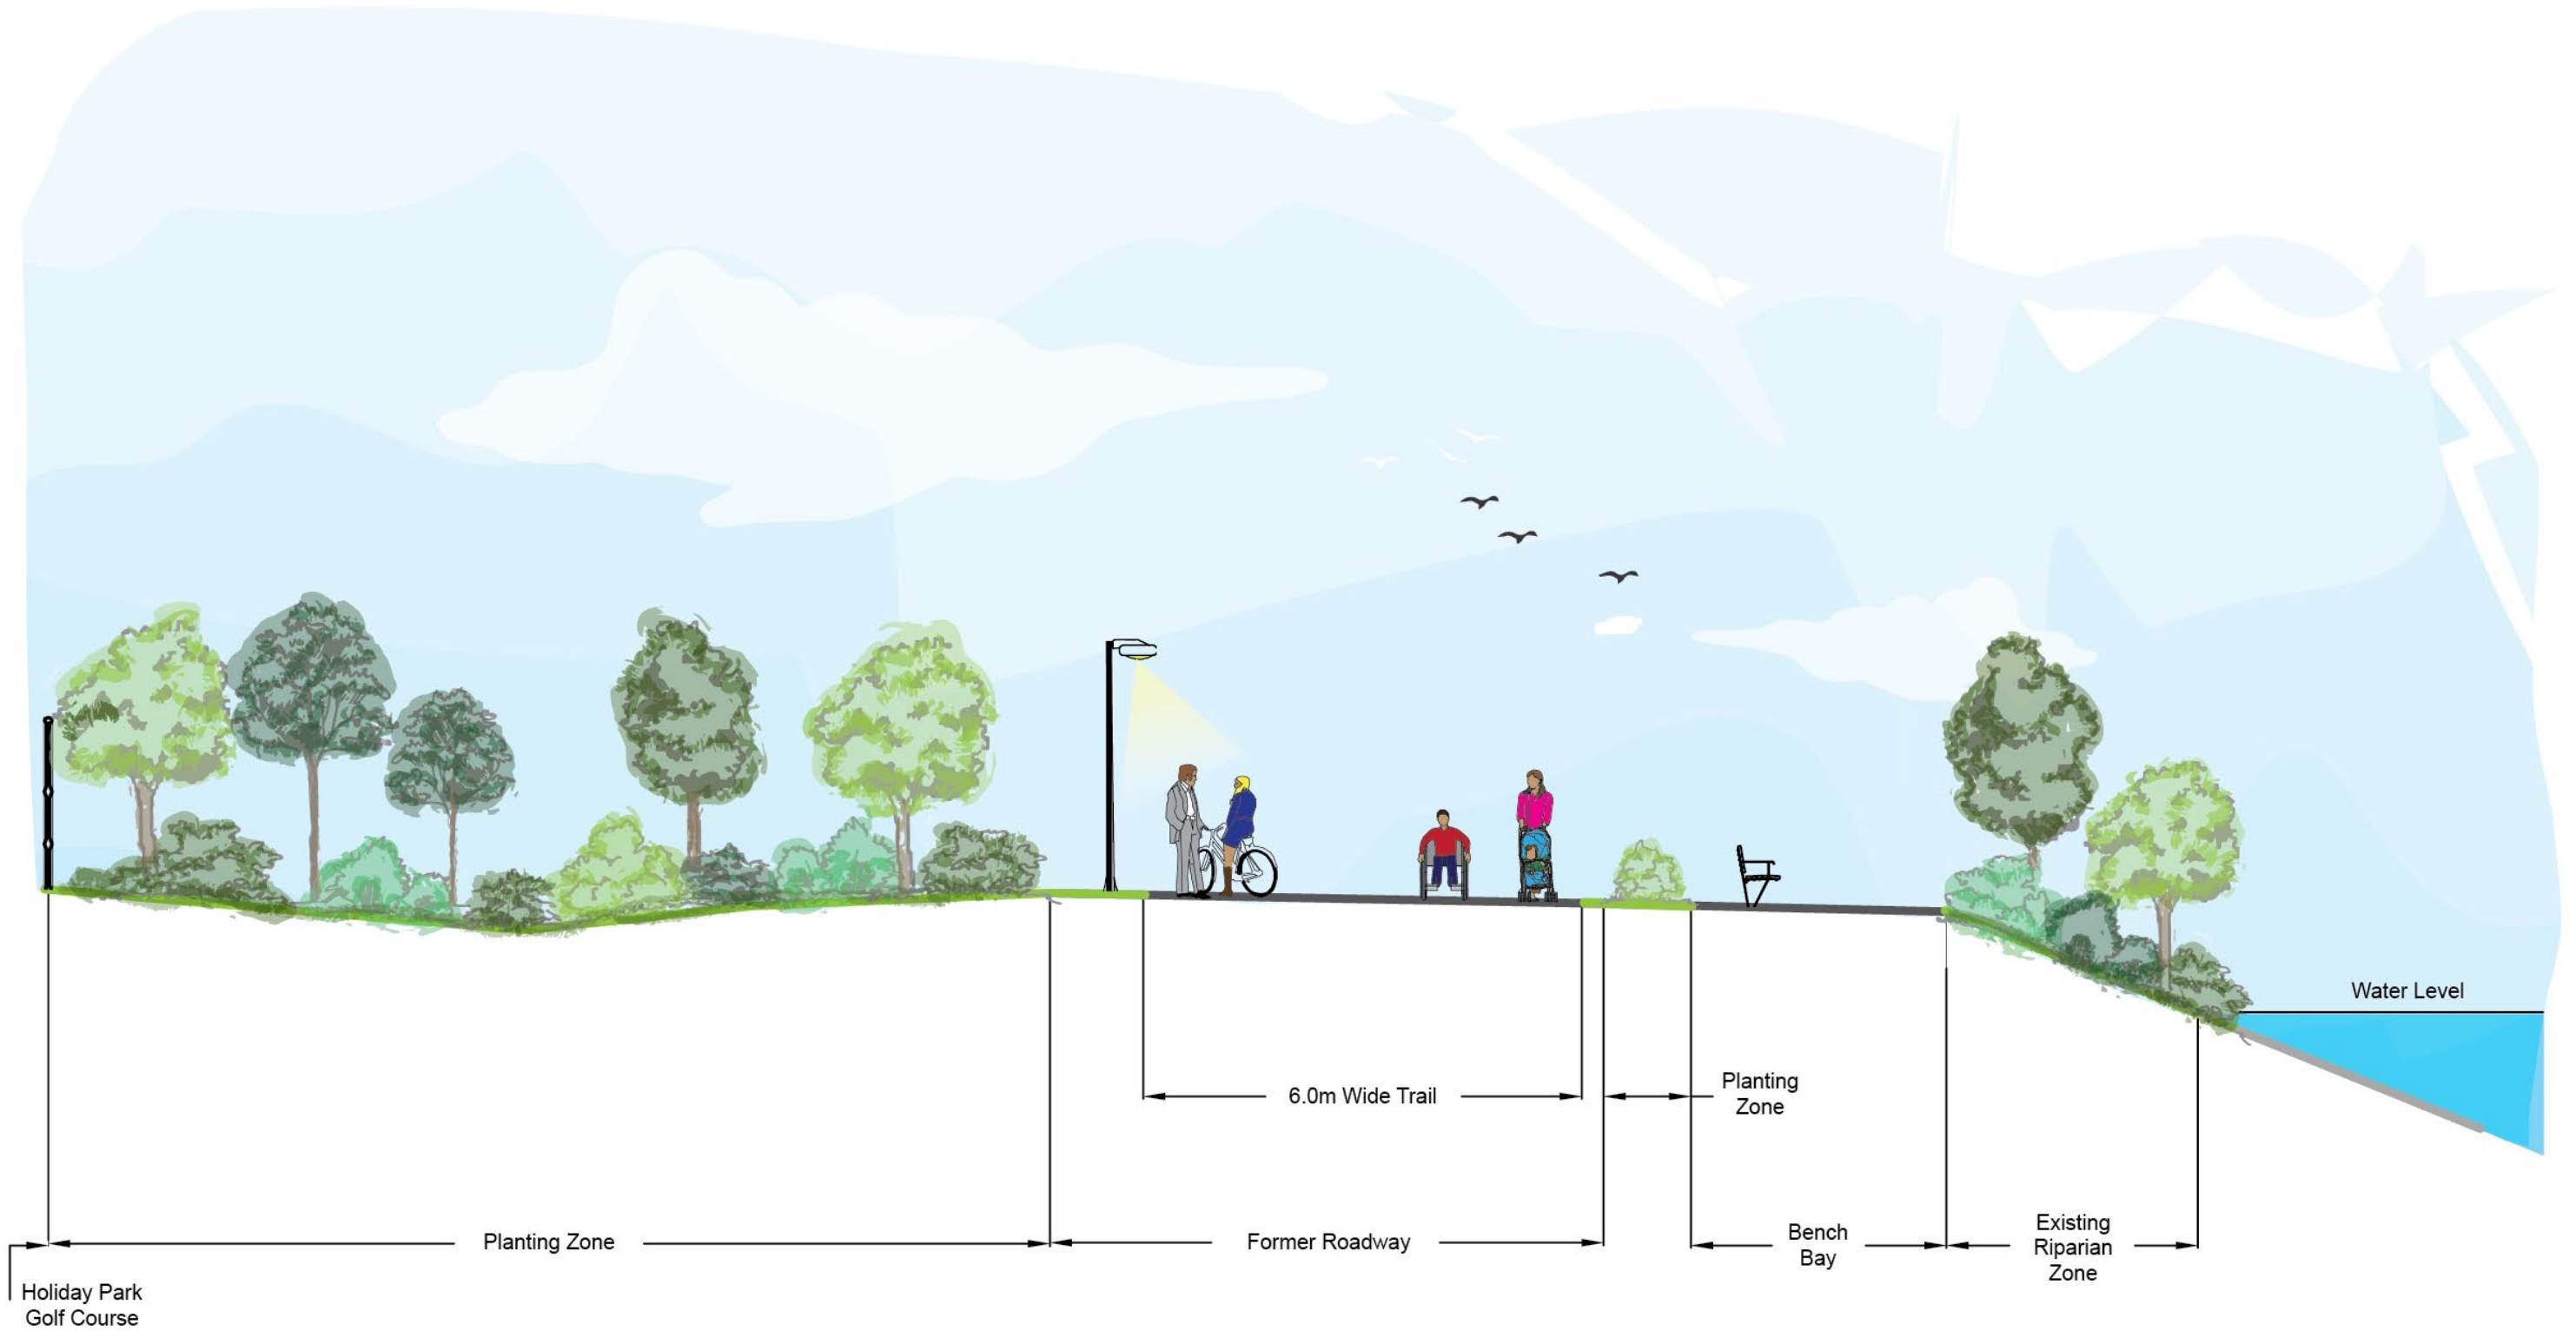 Water Level
6.0m Wide Trail
Planting
Zone
Planting Zone
Former Roadway
Bench
Bay
Existing
Riparian
Zone
Holiday Park
Golf Course